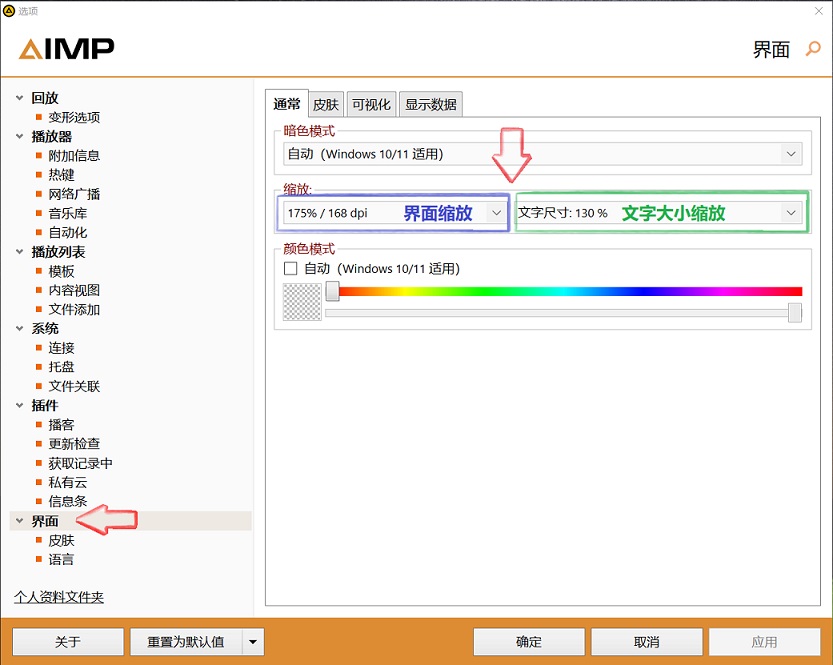 选项
AIMP
界面
回放
变形选项
播放器
附加信息
热键
网络广播
音乐库
自动化
播放列表
模板
内容视图
文件添加
系统
连接
托盘
文件关联
插件
播客
更新检查
获取记录中
私有云
信息条
界面
皮肤
语言
个人资料文件夹
通常 皮肤 可视化 显示数据
暗色模式
自动（Windows 10/11 适用）
缩放:
175% / 168 dpi 界面缩放 文字尺寸: 130 % 文字大小缩放
颜色模式
自动（Windows 10/11 适用）
关于 重置为默认值 确定 取消 应用